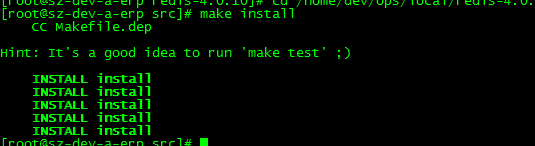 [root@sz-dev-a-erp redis-4.0.10]# cd /home/dev/ops/local/redis-4.0.
[root@sz-dev-a-erp src]# make install
CC Makefile.dep
Hint: It's a good idea to run 'make test' ;)
INSTALL install
INSTALL install
INSTALL install
INSTALL install
INSTALL install
[root@sz-dev-a-erp src]#